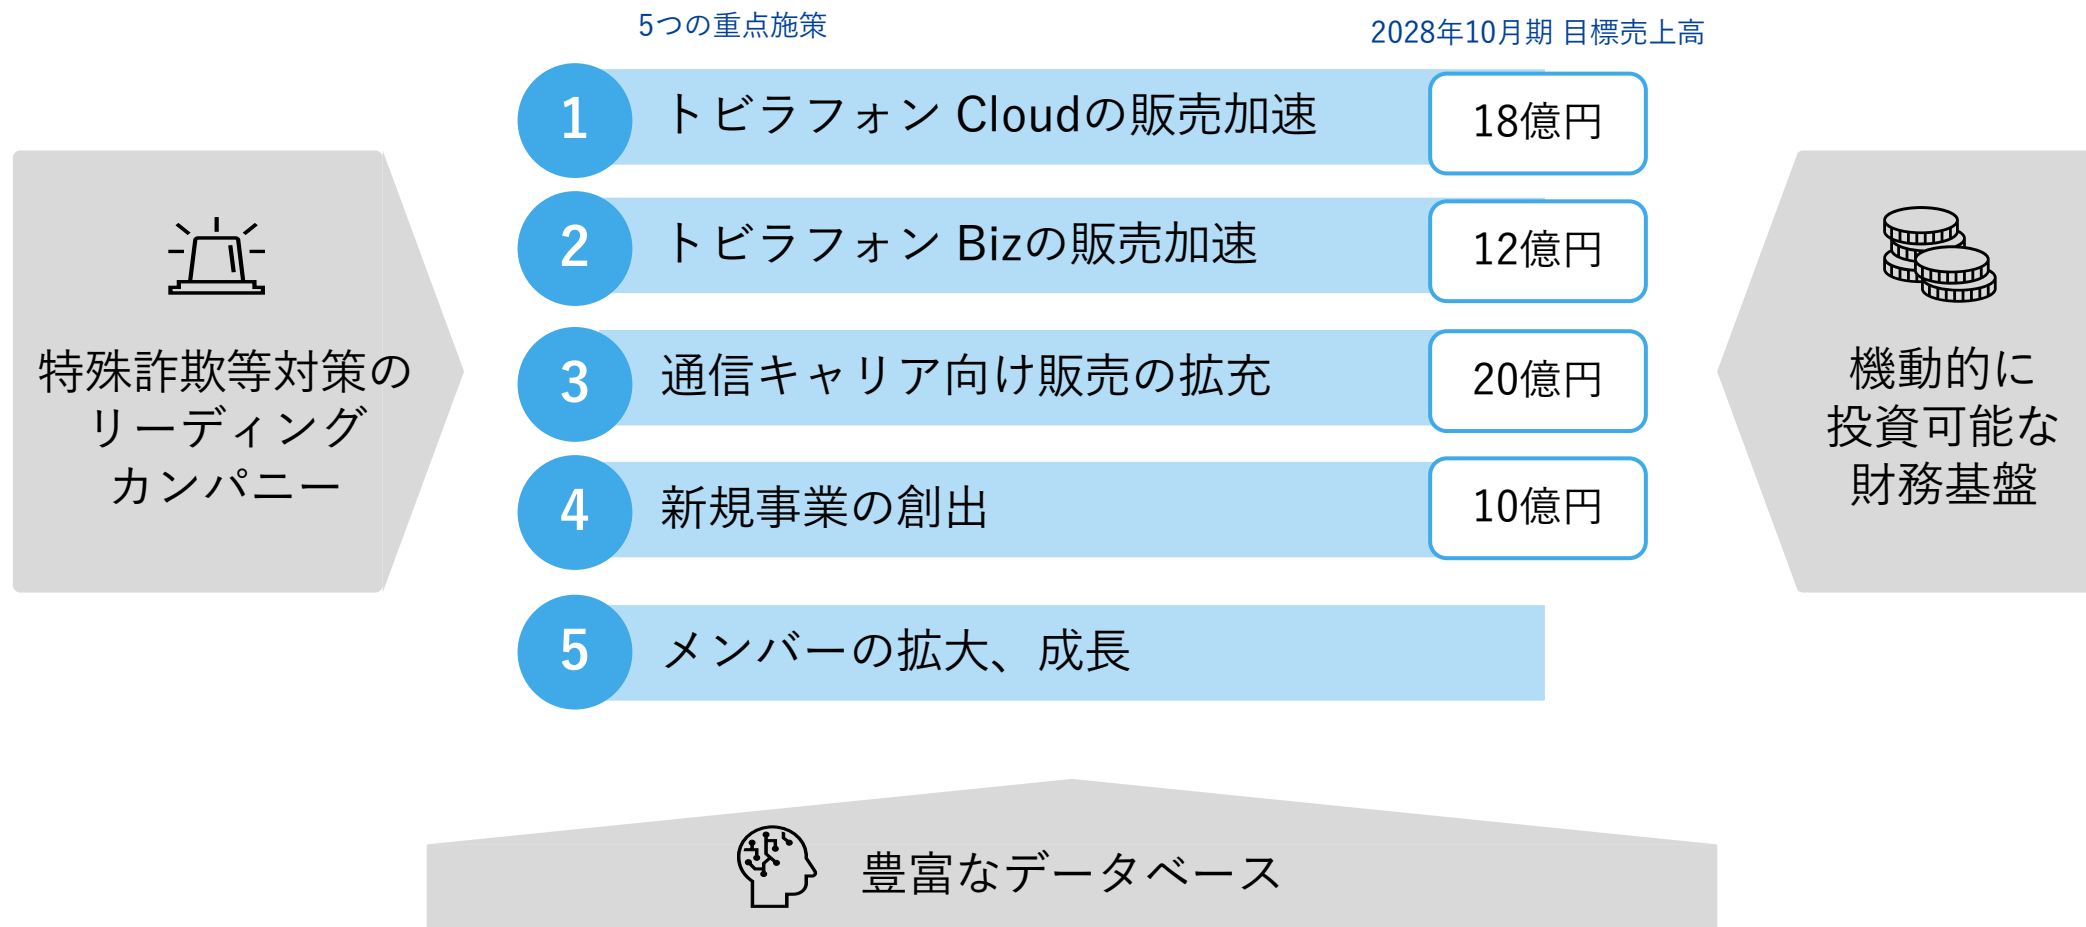 5つの重点施策
2028年10月期 目標売上高
1
トビラフォン Cloudの販売加速
18億円
2
トビラフォン Bizの販売加速
12億円
3
通信キャリア向け販売の拡充
20億円
4
新規事業の創出
10億円
5
メンバーの拡大、成長
特殊詐欺等対策の
リーディング
カンパニー
機動的に
投資可能な
財務基盤
豊富なデータベース